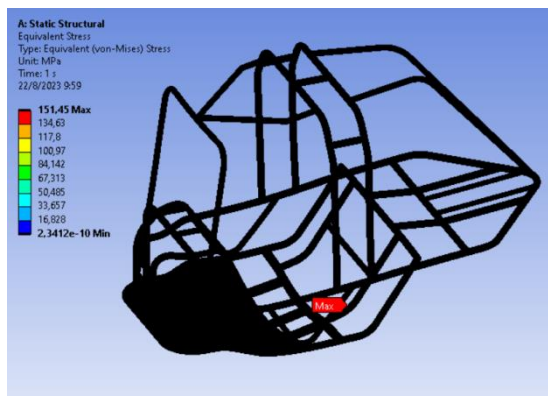 A: Static Structural
Equivalent Stress
Type: Equivalent (von-Mises) Stress
Unit: MPa
Time: 1 s
22/8/2023 9:59
151,45 Max
134,63
117,8
100,97
84,142
67,313
50,485
33,657
16,828
2,3412e-10 Min
Max